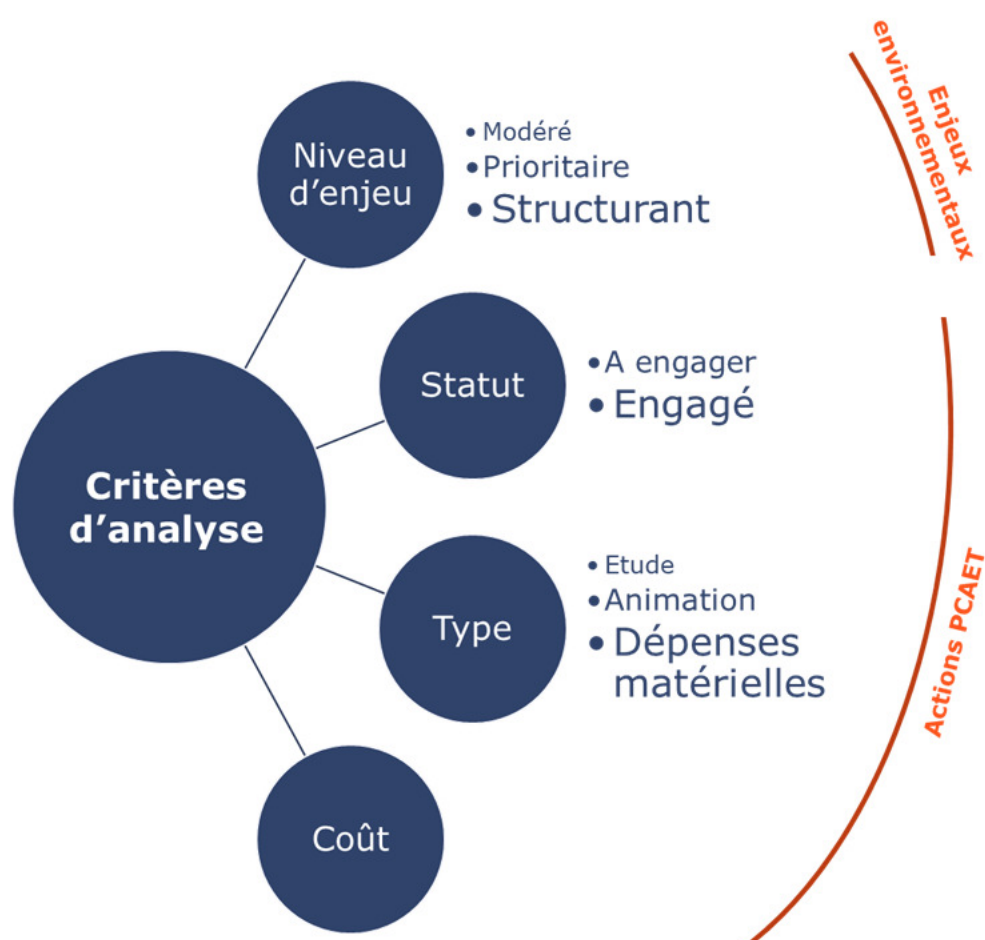 Niveau
d'enjeu
• Modéré
• Prioritaire
• Structurant
Enjeux
environnementaux
Statut
• A engager
• Engagé
Critères
d'analyse
Type
• Etude
• Animation
• Dépenses
matérielles
Actions PCAET
Coût